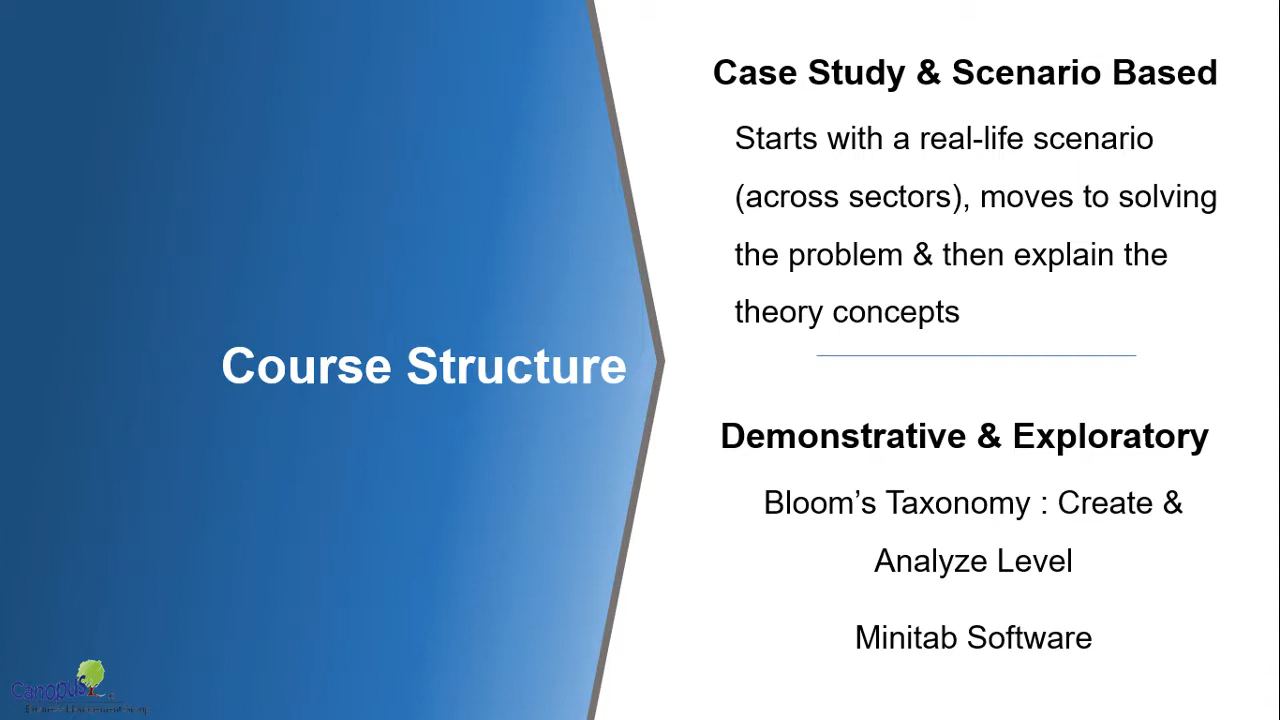 Course Structure
Case Study & Scenario Based
Starts with a real-life scenario
(across sectors), moves to solving
the problem & then explain the
theory concepts
Demonstrative & Exploratory
Bloom’s Taxonomy : Create &
Analyze Level
Minitab Software
Canopus